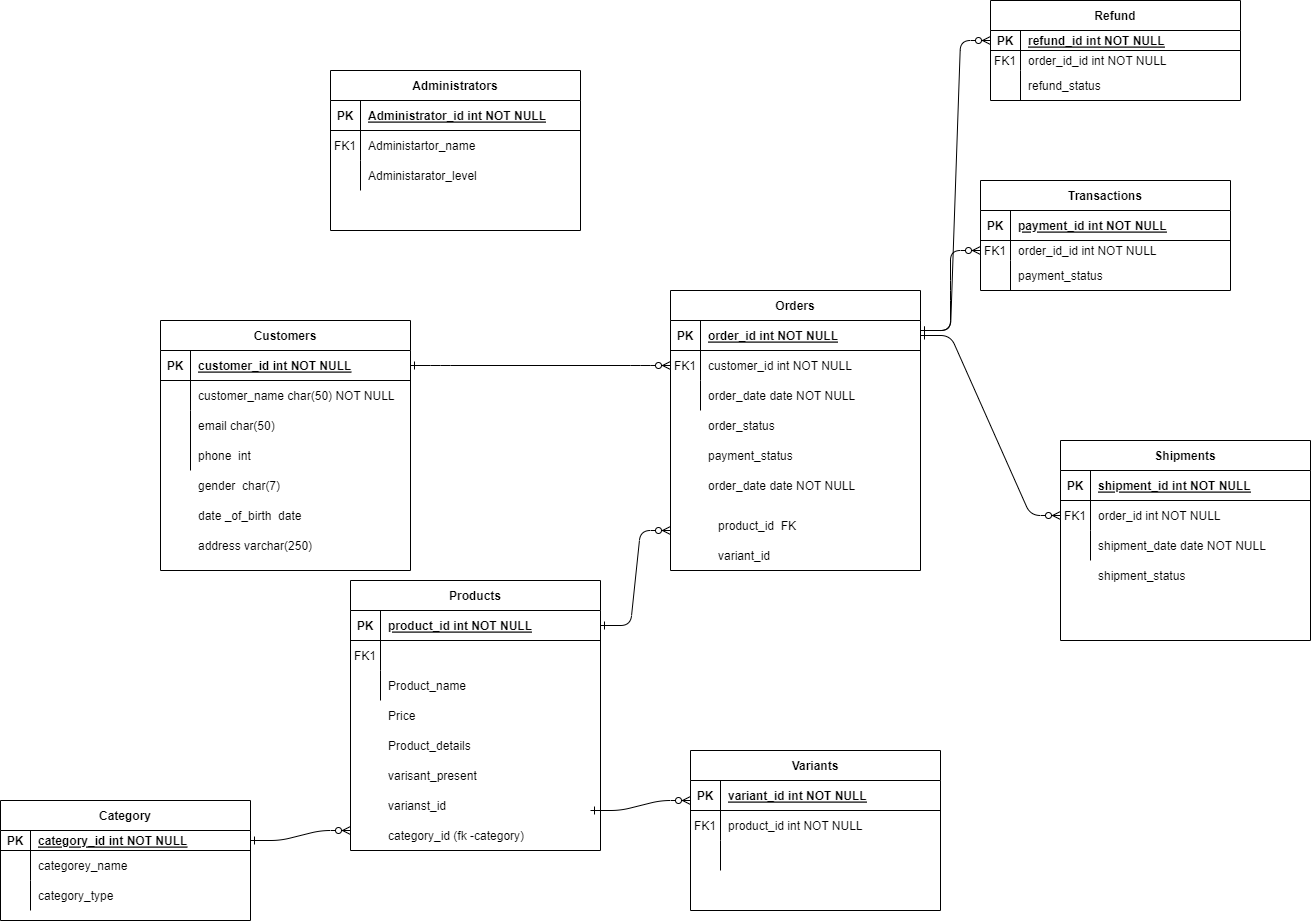 Refund
PK refund_id int NOT NULL
FK1 order_id_id int NOT NULL
refund_status
Administrators
PK Administrator_id int NOT NULL
FK1 Administartor_name
Administarator_level
Transactions
PK payment_id int NOT NULL
FK1 order_id_id int NOT NULL
payment_status
Orders
PK order_id int NOT NULL
FK1 customer_id int NOT NULL
order_date date NOT NULL
order_status
payment_status
order_date date NOT NULL
product_id FK
variant_id
Customers
PK customer_id int NOT NULL
customer_name char(50) NOT NULL
email char(50)
phone int
gender char(7)
date _of_birth date
address varchar(250)
Shipments
PK shipment_id int NOT NULL
FK1 order_id int NOT NULL
shipment_date date NOT NULL
shipment_status
Products
PK product_id int NOT NULL
FK1
Product_name
Price
Product_details
varisant_present
varianst_id
category_id (fk -category)
Variants
PK variant_id int NOT NULL
FK1 product_id int NOT NULL
Category
PK category_id int NOT NULL
categorey_name
category_type